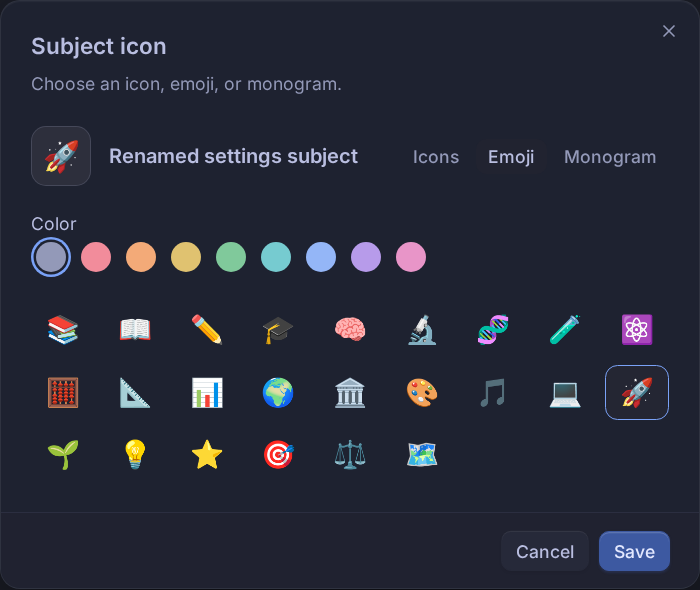 Subject icon
Choose an icon, emoji, or monogram.
Renamed settings subject
Icons Emoji Monogram
Color
Cancel Save